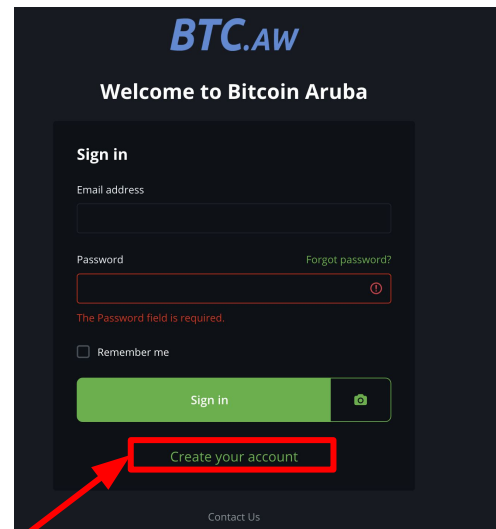 BTC.AW
Welcome to Bitcoin Aruba
Sign in
Email address
Password Forgot password?
The Password field is required.
Remember me
Sign in
Create your account
Contact Us